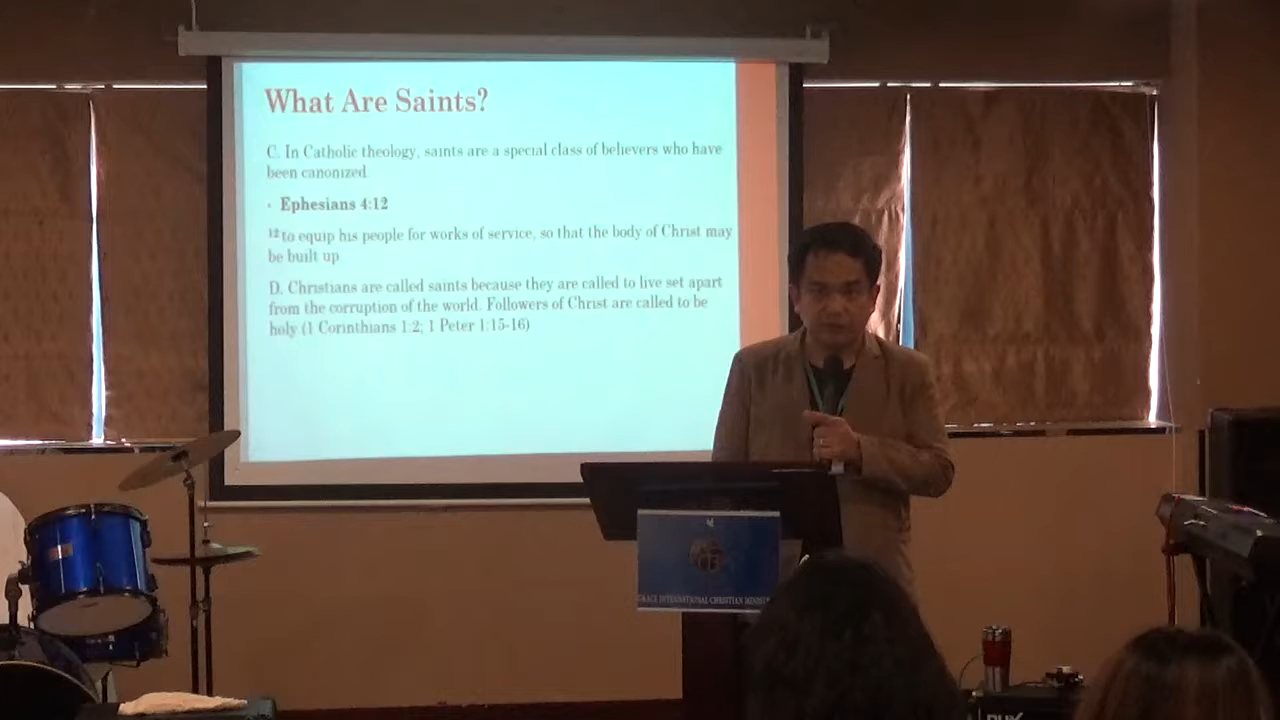 What Are Saints?
C. In Catholic theology, saints are a special class of believers who have
been canonized.
• Ephesians 4:12
12 to equip his people for works of service, so that the body of Christ may
be built up
D. Christians are called saints because they are called to live set apart
from the corruption of the world. Followers of Christ are called to be
holy (1 Corinthians 1:2; 1 Peter 1:15-16)
GRACE INTERNATIONAL CHRISTIAN